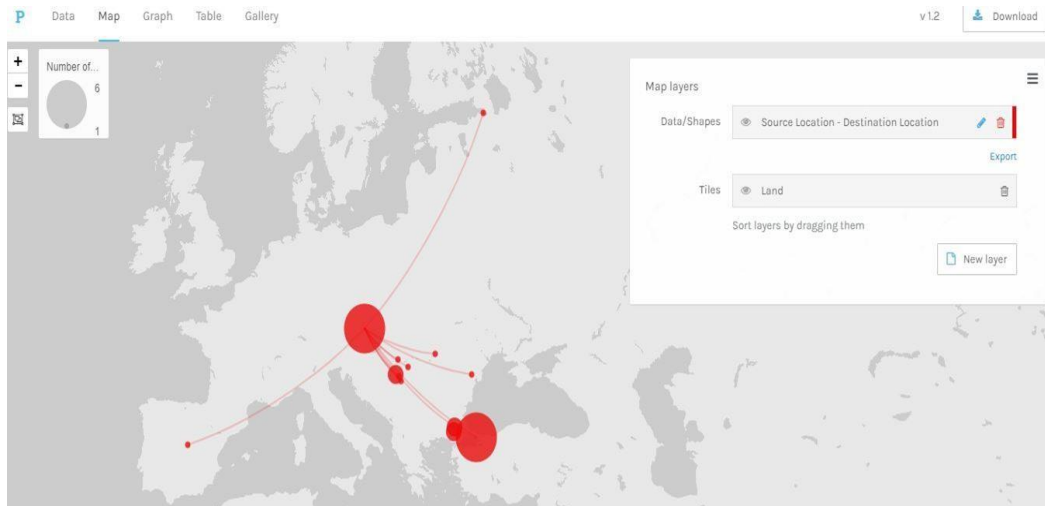 P Data Map Graph Table Gallery v 1.2 Download
+
−
Number of...
6
1
Map layers
Data/Shapes Source Location - Destination Location
Export
Tiles Land
Sort layers by dragging them
New layer